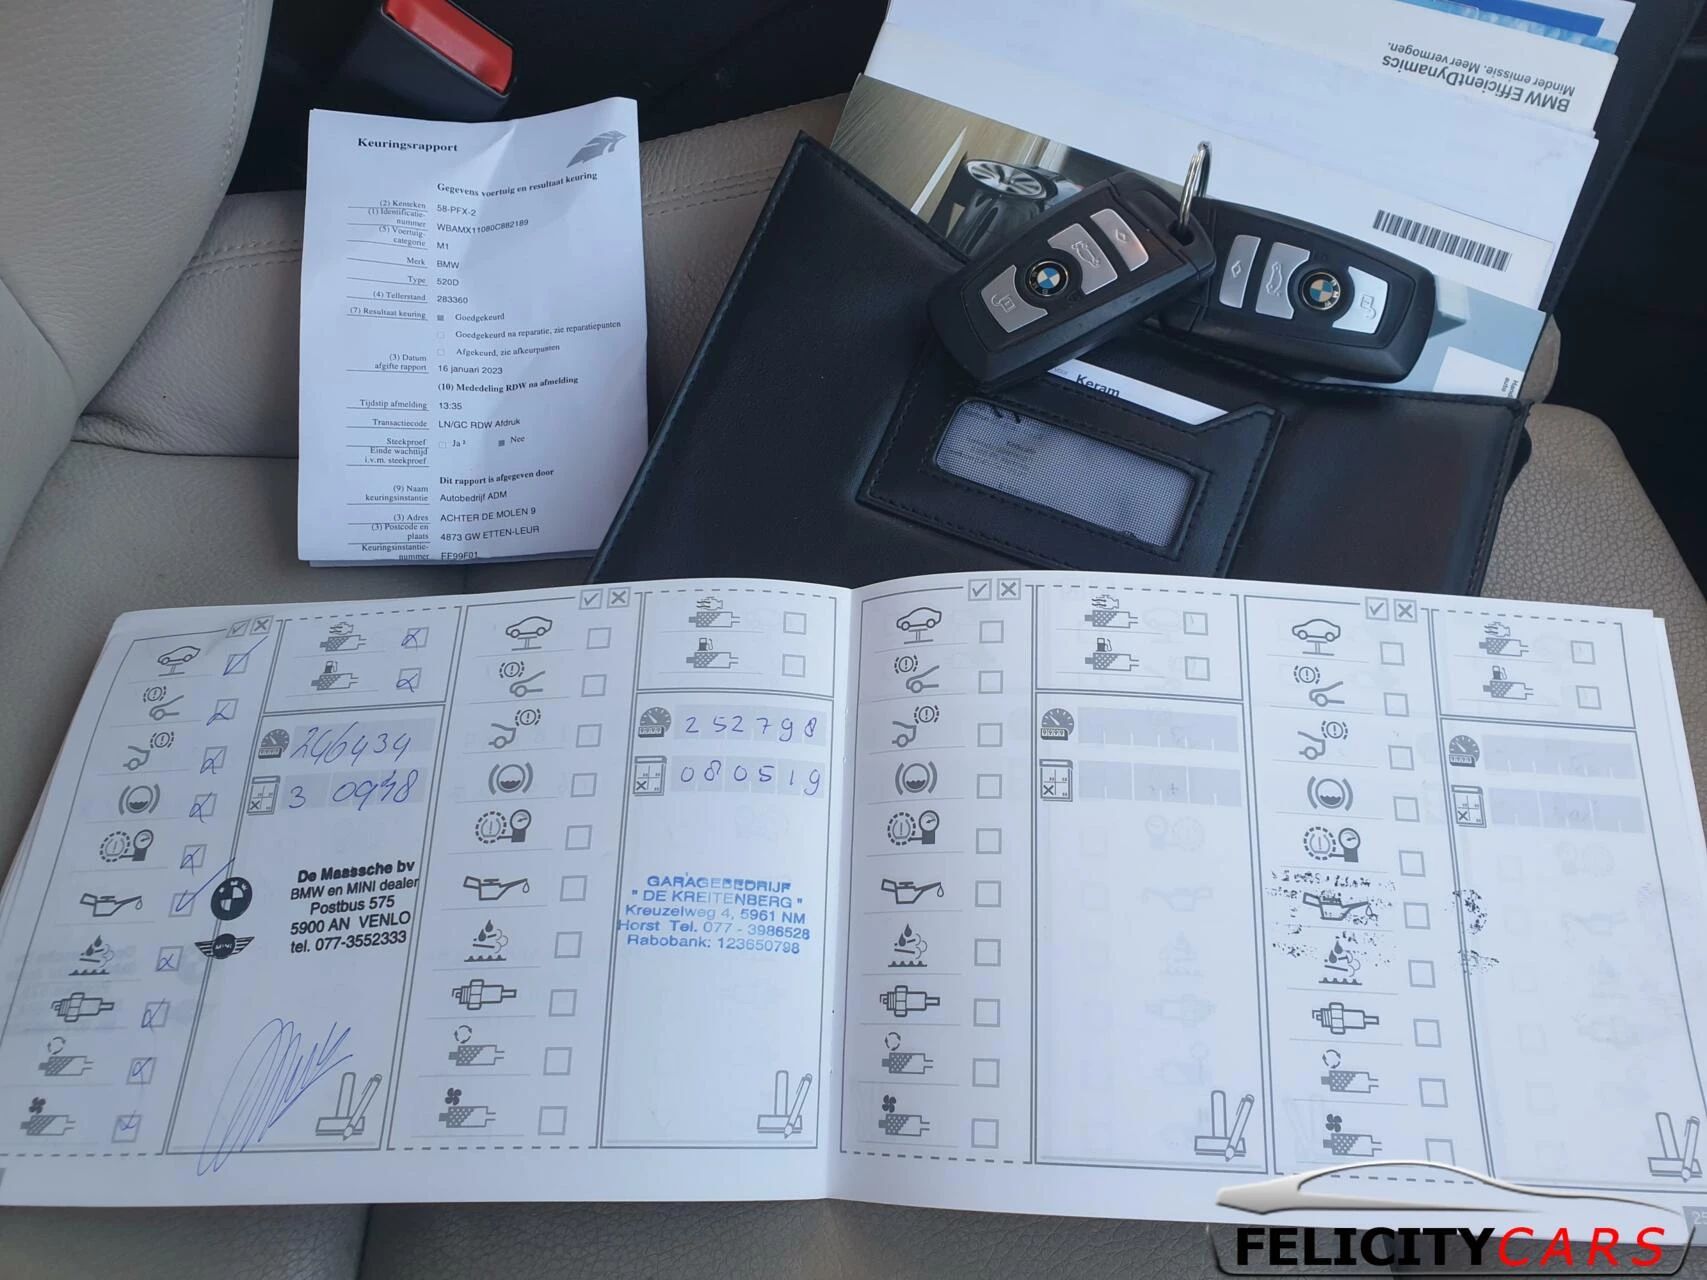 BMW EfficientDynamics
Minder emissie. Meer vermogen.
Keuringsrapport
Gegevens voertuig en resultaat keuring
(2) Kenteken 58-PFX-2
(1) Identificatie-
nummer WBAMX11080C882189
(5) Voertuig-
categorie M1
Merk BMW
Type 520D
(4) Tellerstand 283360
(7) Resultaat keuring Goedgekeurd
Goedgekeurd na reparatie, zie reparatiepunten
Afgekeurd, zie afkeurpunten
(3) Datum
afgifte rapport 16 januari 2023
(10) Mededeling RDW na afmelding
Tijdstip afmelding 13:35
Transactiecode LN/GC RDW Afdruk
Steekproef Ja ² Nee
Einde wachttijd
i.v.m. steekproef
Dit rapport is afgegeven door
(9) Naam
keuringsinstantie Autobedrijf ADM
(3) Adres ACHTER DE MOLEN 9
(3) Postcode en
plaats 4873 GW ETTEN-LEUR
Keuringsinstantie-
nummer FF99F01
Keram
246434
De Maassche bv
BMW en MINI dealer
Postbus 575
5900 AN VENLO
tel. 077-3552333
MINI
252798
080519
GARAGEBEDRIJF
" DE KREITENBERG "
Kreuzelweg 4, 5961 NM
Horst Tel. 077 - 3986528
Rabobank: 123650798
FELICITYCARS